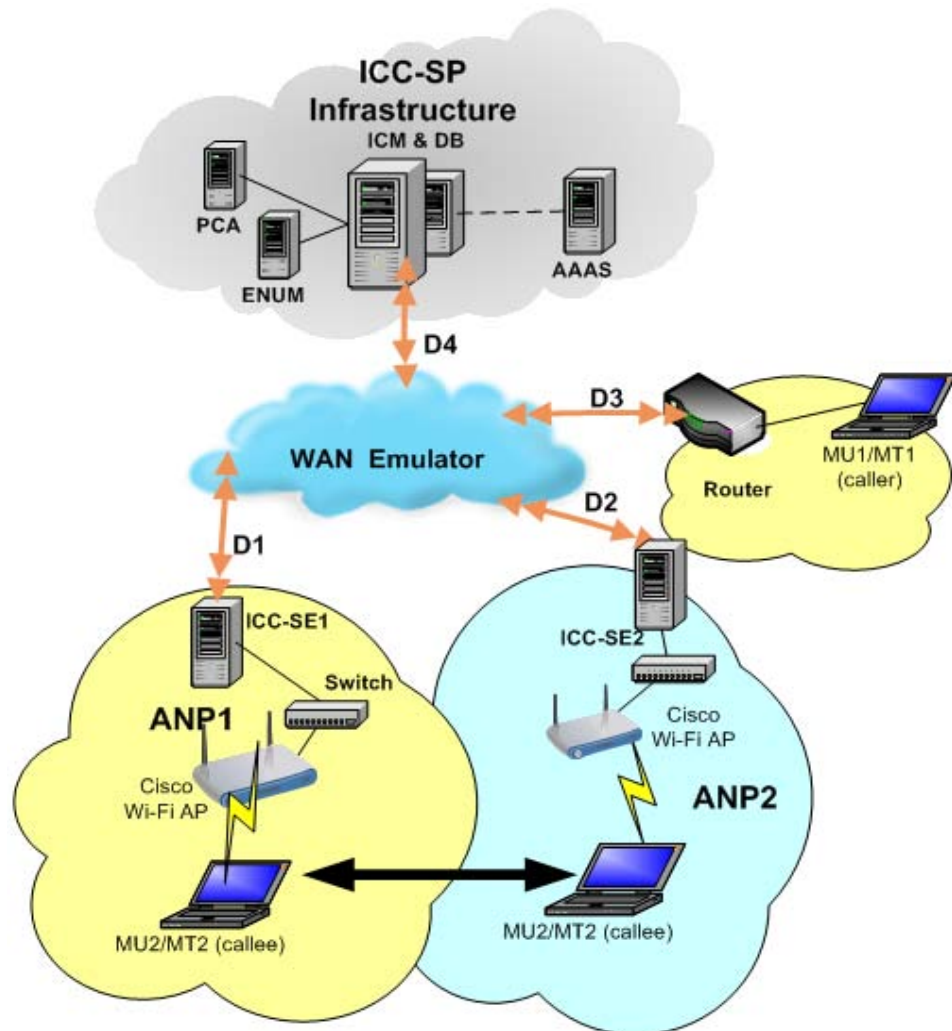 ICC-SP
Infrastructure
ICM & DB
PCA
ENUM
AAAS
D4
D3
WAN Emulator
MU1/MT1
(caller)
Router
D2
D1
ICC-SE1
ICC-SE2
Switch
ANP1
Cisco
Wi-Fi AP
Cisco
Wi-Fi AP
ANP2
MU2/MT2 (callee)
MU2/MT2 (callee)